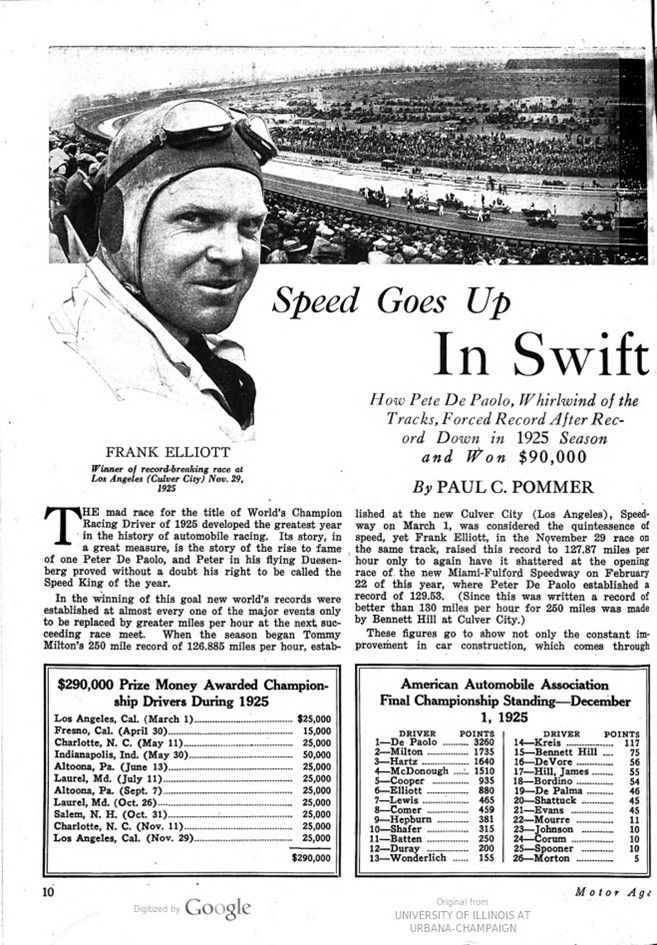 Speed Goes Up
In Swift
How Pete De Paolo, Whirlwind of the
Tracks, Forced Record After Rec-
ord Down in 1925 Season
and Won $90,000
By PAUL C. POMMER
FRANK ELLIOTT
Winner of record-breaking race at
Los Angeles (Culver City) Nov. 29,
1925
THE mad race for the title of World's Champion
Racing Driver of 1925 developed the greatest year
in the history of automobile racing. Its story, in
a great measure, is the story of the rise to fame
of one Peter De Paolo, and Peter in his flying Duesen-
berg proved without a doubt his right to be called the
Speed King of the year.
In the winning of this goal new world's records were
established at almost every one of the major events only
to be replaced by greater miles per hour at the next suc-
ceeding race meet. When the season began Tommy
Milton's 250 mile record of 126.885 miles per hour, estab-
lished at the new Culver City (Los Angeles), Speed-
way on March 1, was considered the quintessence of
speed, yet Frank Elliott, in the November 29 race on
the same track, raised this record to 127.87 miles per
hour only to again have it shattered at the opening
race of the new Miami-Fulford Speedway on February
22 of this year, where Peter De Paolo established a
record of 129.53. (Since this was written a record of
better than 130 miles per hour for 250 miles was made
by Bennett Hill at Culver City.)
These figures go to show not only the constant im-
provement in car construction, which comes through
$290,000 Prize Money Awarded Champion-
ship Drivers During 1925
Los Angeles, Cal. (March 1)........ $25,000
Fresno, Cal. (April 30)........ 15,000
Charlotte, N. C. (May 11)........ 25,000
Indianapolis, Ind. (May 30)........ 50,000
Altoona, Pa. (June 13)........ 25,000
Laurel, Md. (July 11)........ 25,000
Altoona, Pa. (Sept. 7)........ 25,000
Laurel, Md. (Oct. 26)........ 25,000
Salem, N. H. (Oct. 31)........ 25,000
Charlotte, N. C. (Nov. 11)........ 25,000
Los Angeles, Cal. (Nov. 29)........ 25,000
$290,000
American Automobile Association
Final Championship Standing—December
1, 1925
DRIVER POINTS
1—De Paolo ........ 3260
2—Milton ........ 1735
3—Hartz ........ 1640
4—McDonough ..... 1510
5—Cooper ........ 935
6—Elliott ........ 880
7—Lewis ........ 465
8—Comer ........ 459
9—Hepburn ........ 381
10—Shafer ........ 315
11—Batten ........ 250
12—Duray ........ 200
13—Wonderlich ...... 155
DRIVER POINTS
14—Kreis ........ 117
15—Bennett Hill .... 75
16—DeVore ........ 56
17—Hill, James ...... 55
18—Bordino ........ 54
19—De Palma ...... 46
20—Shattuck ........ 45
21—Evans ........ 45
22—Mourre ........ 11
23—Johnson ........ 10
24—Corum ........ 10
25—Spooner ........ 10
26—Morton ........ 5
10
Motor Age
Digitized by Google
Original from
UNIVERSITY OF ILLINOIS AT
URBANA-CHAMPAIGN